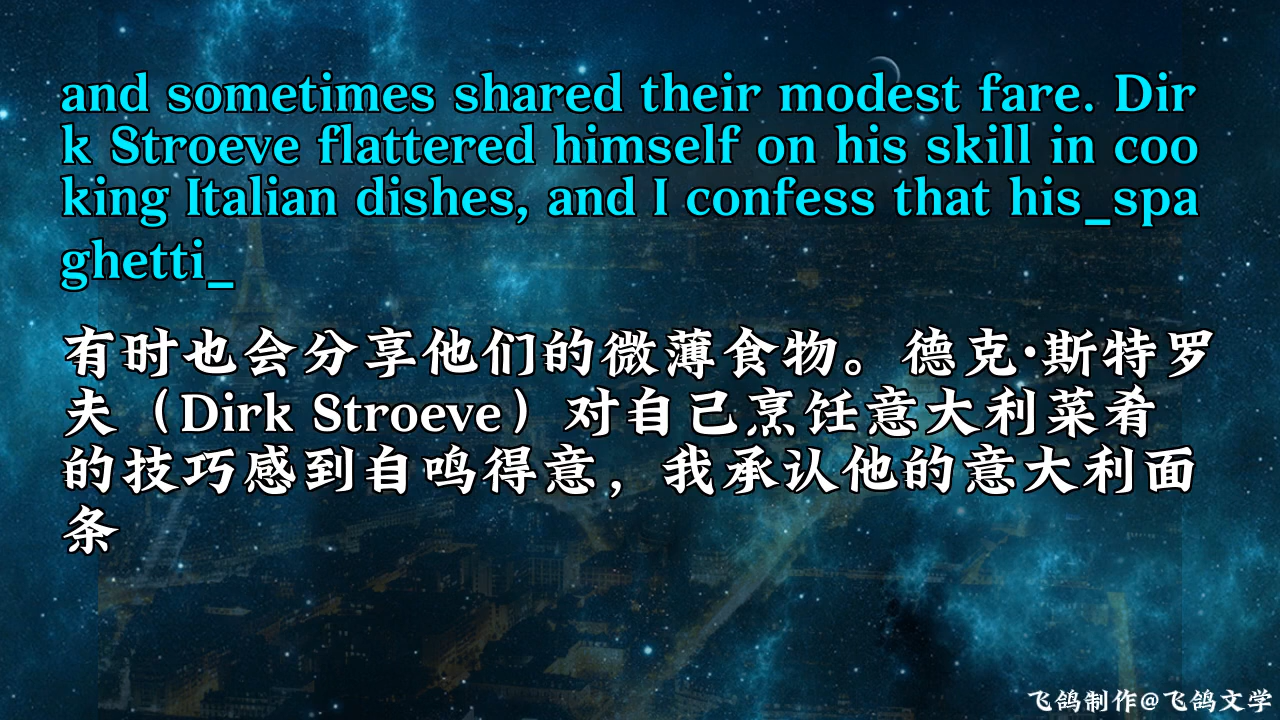 and sometimes shared their modest fare. Dir
k Stroeve flattered himself on his skill in coo
king Italian dishes, and I confess that his_spa
ghetti_
有时也会分享他们的微薄食物。德克·斯特罗
夫（Dirk Stroeve）对自己烹饪意大利菜肴
的技巧感到自鸣得意，我承认他的意大利面
条
飞鸽制作@飞鸽文学